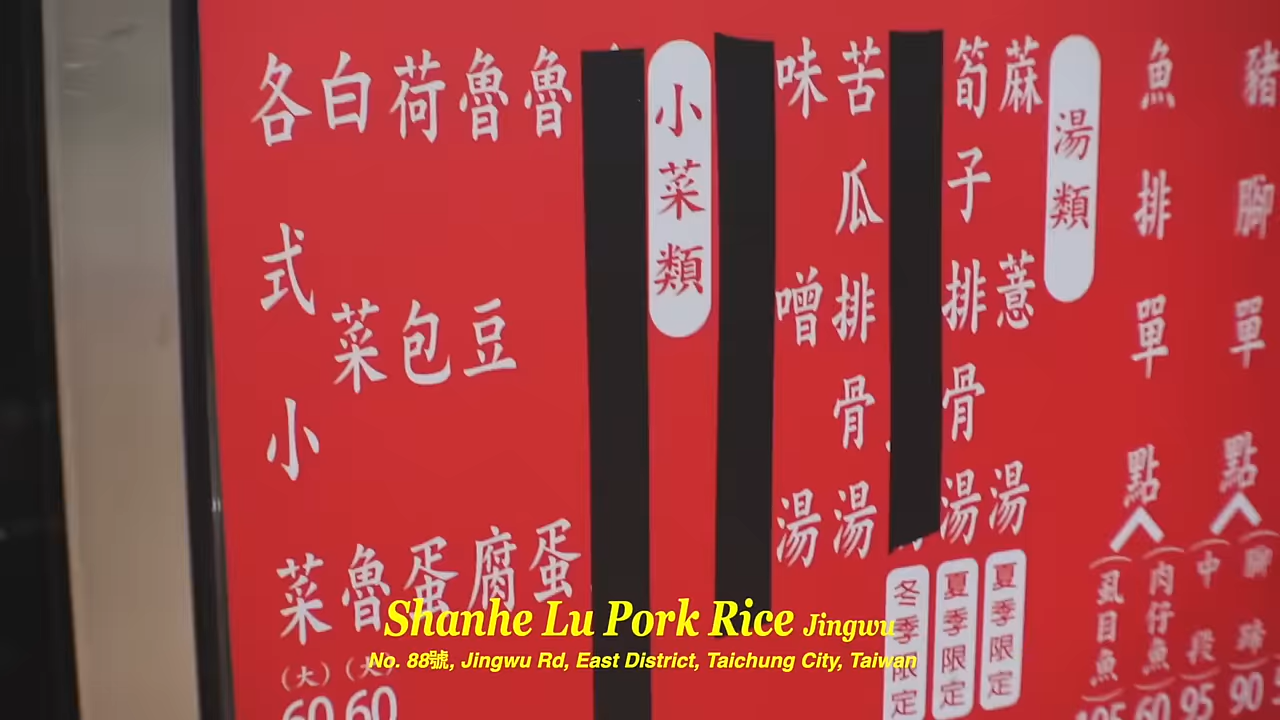 豬腳單點
(腳蹄)
90
(中段)
95
魚排單點
(肉仔魚)
60
(虱目魚)
湯類
麻薏湯
夏季限定
筍子排骨湯
夏季限定
冬季限定
苦瓜排骨湯
味噌湯
小菜類
魯蛋
魯豆腐
荷包蛋
白菜魯
(大)
60
各式小菜
(大)
60
Shanhe Lu Pork Rice Jingwu
No. 88號, Jingwu Rd, East District, Taichung City, Taiwan